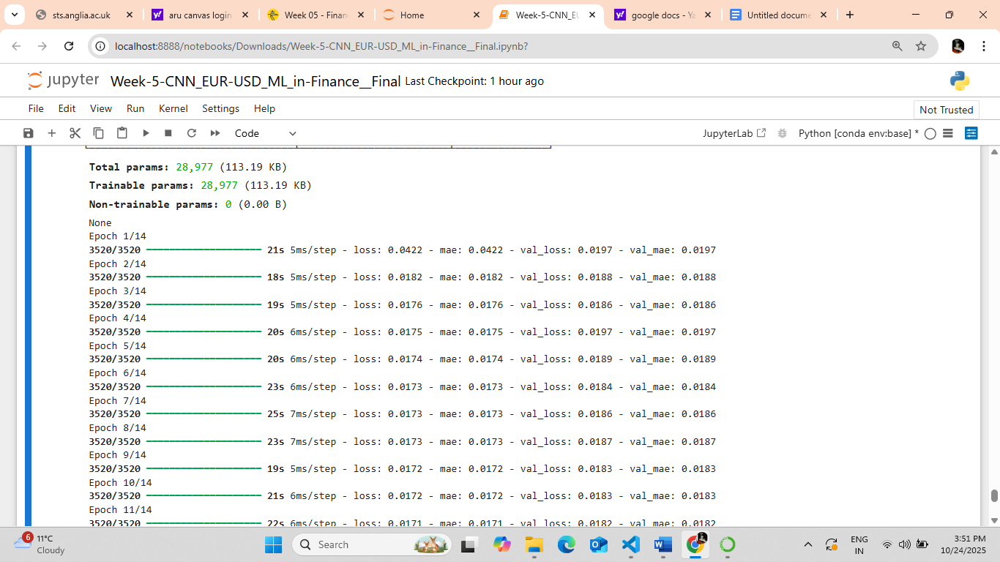 sts.anglia.ac.uk
aru canvas login
Week 05 - Finan
Home
Week-5-CNN_EU
google docs - Ya
Untitled docume
localhost:8888/notebooks/Downloads/Week-5-CNN_EUR-USD_ML_in-Finance__Final.ipynb?
jupyter Week-5-CNN_EUR-USD_ML_in-Finance__Final Last Checkpoint: 1 hour ago
File Edit View Run Kernel Settings Help
Not Trusted
Code
JupyterLab
Python [conda env:base] *
Total params: 28,977 (113.19 KB)
Trainable params: 28,977 (113.19 KB)
Non-trainable params: 0 (0.00 B)
None
Epoch 1/14
3520/3520 21s 5ms/step - loss: 0.0422 - mae: 0.0422 - val_loss: 0.0197 - val_mae: 0.0197
Epoch 2/14
3520/3520 18s 5ms/step - loss: 0.0182 - mae: 0.0182 - val_loss: 0.0188 - val_mae: 0.0188
Epoch 3/14
3520/3520 19s 5ms/step - loss: 0.0176 - mae: 0.0176 - val_loss: 0.0186 - val_mae: 0.0186
Epoch 4/14
3520/3520 20s 6ms/step - loss: 0.0175 - mae: 0.0175 - val_loss: 0.0197 - val_mae: 0.0197
Epoch 5/14
3520/3520 20s 6ms/step - loss: 0.0174 - mae: 0.0174 - val_loss: 0.0189 - val_mae: 0.0189
Epoch 6/14
3520/3520 23s 6ms/step - loss: 0.0173 - mae: 0.0173 - val_loss: 0.0184 - val_mae: 0.0184
Epoch 7/14
3520/3520 25s 7ms/step - loss: 0.0173 - mae: 0.0173 - val_loss: 0.0186 - val_mae: 0.0186
Epoch 8/14
3520/3520 23s 7ms/step - loss: 0.0173 - mae: 0.0173 - val_loss: 0.0187 - val_mae: 0.0187
Epoch 9/14
3520/3520 19s 5ms/step - loss: 0.0172 - mae: 0.0172 - val_loss: 0.0183 - val_mae: 0.0183
Epoch 10/14
3520/3520 21s 6ms/step - loss: 0.0172 - mae: 0.0172 - val_loss: 0.0183 - val_mae: 0.0183
Epoch 11/14
3520/3520 22s 6ms/step - loss: 0.0171 - mae: 0.0171 - val_loss: 0.0182 - val_mae: 0.0182
6
11°C
Cloudy
Search
ENG
IN
3:51 PM
10/24/2025